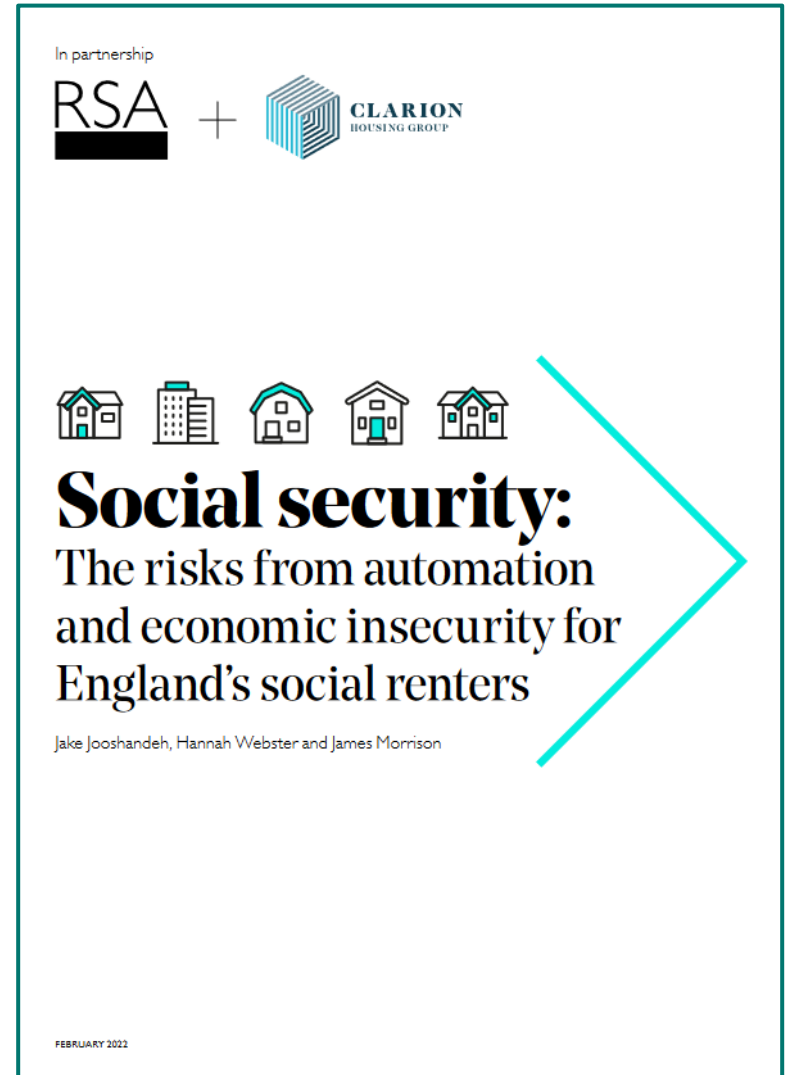 In partnership
RSA
+
CLARION
HOUSING GROUP
Social security:
The risks from automation
and economic insecurity for
England's social renters
Jake Jooshandeh, Hannah Webster and James Morrison
FEBRUARY 2022